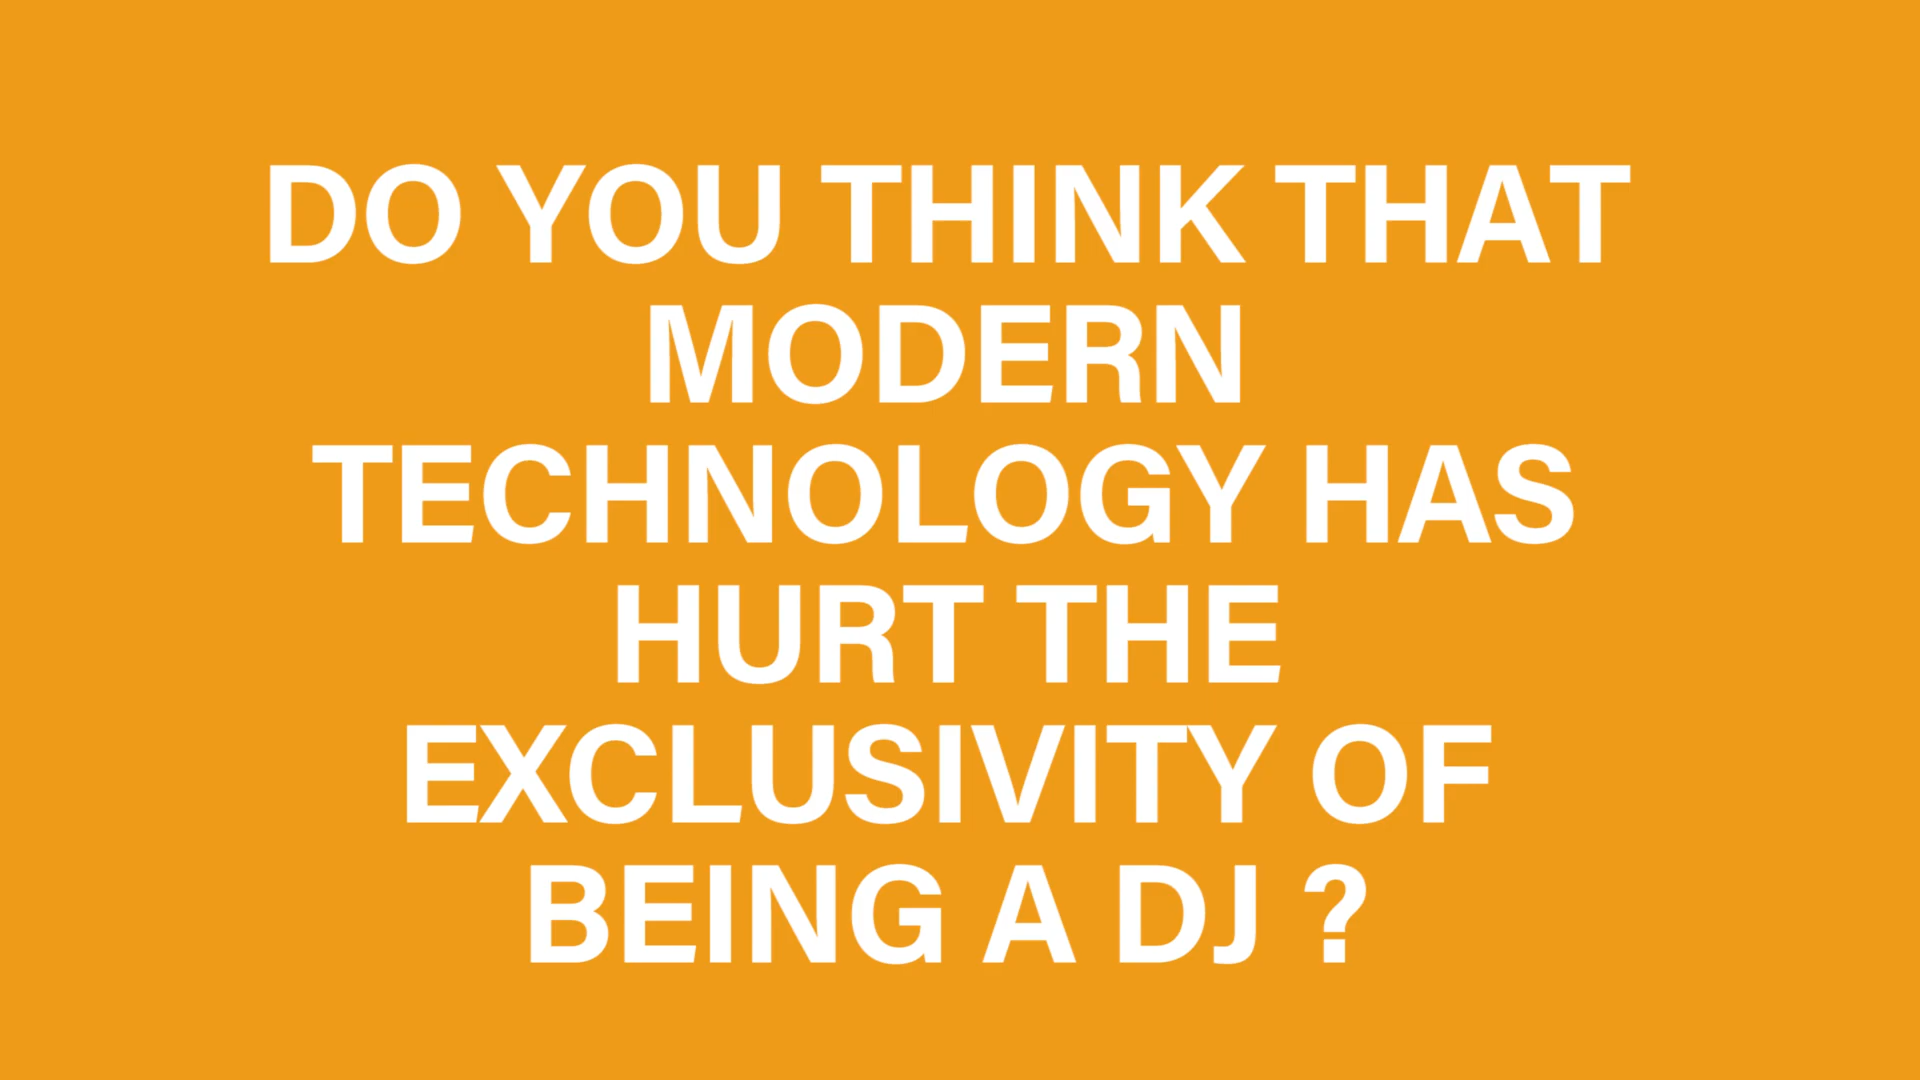 DO YOU THINK THAT
MODERN
TECHNOLOGY HAS
HURT THE
EXCLUSIVITY OF
BEING A DJ ?